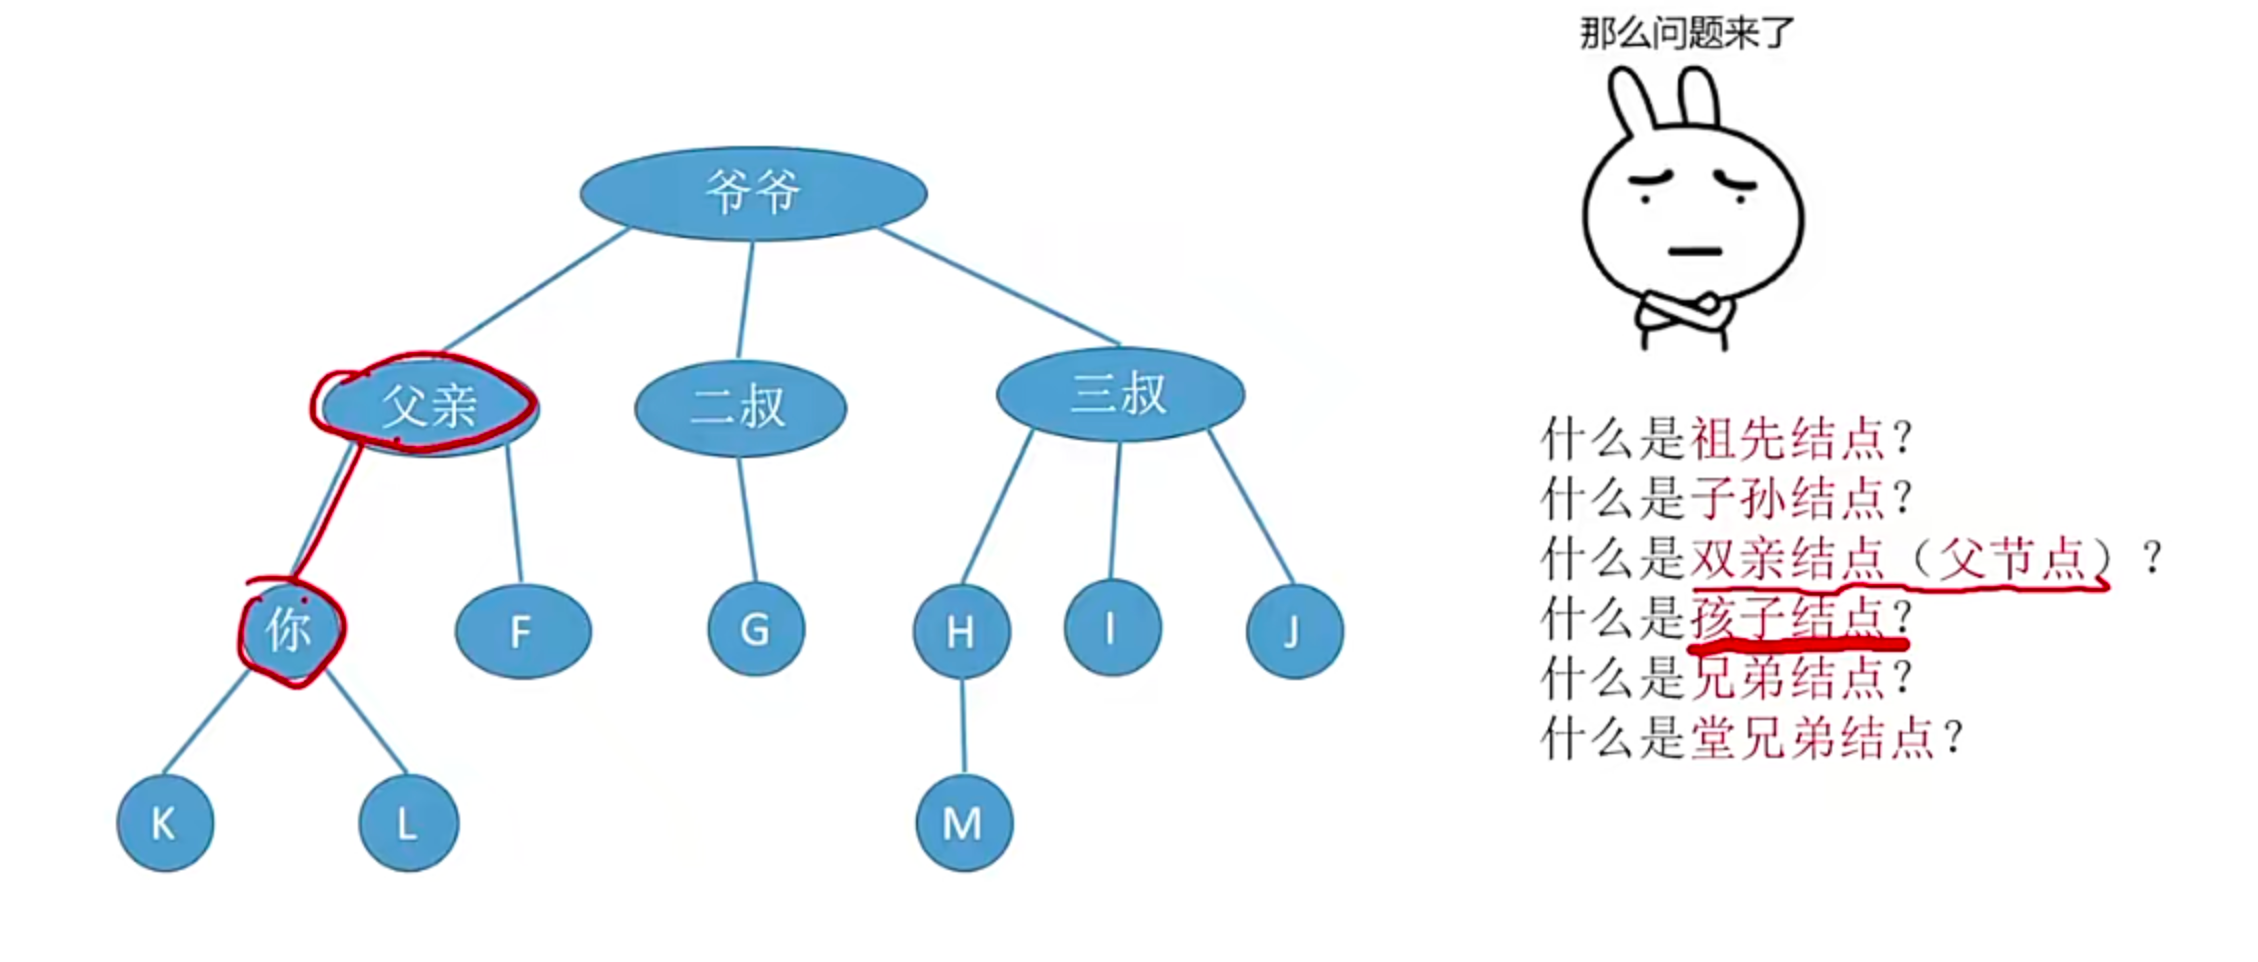 那么问题来了
爷爷
父亲
二叔
三叔
你
F
G
H
I
J
K
L
M
什么是祖先结点?
什么是子孙结点?
什么是双亲结点（父节点）?
什么是孩子结点?
什么是兄弟结点?
什么是堂兄弟结点?